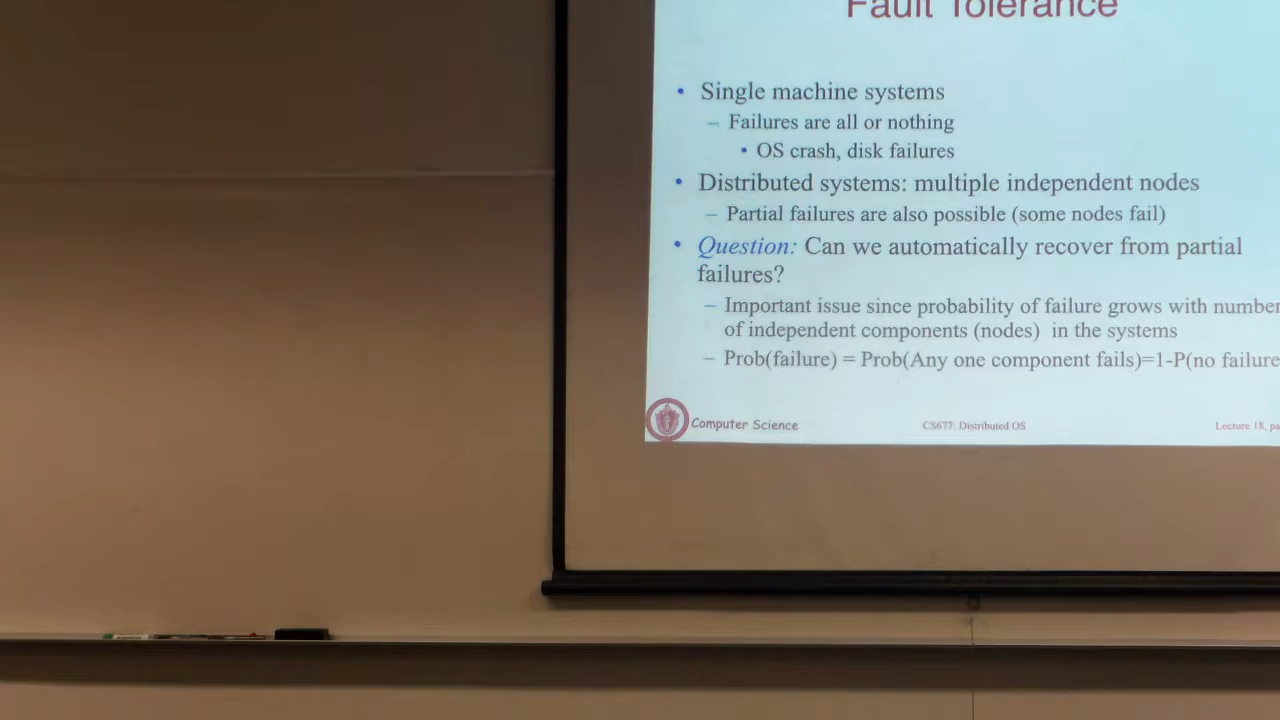 Fault Tolerance
• Single machine systems
– Failures are all or nothing
• OS crash, disk failures
• Distributed systems: multiple independent nodes
– Partial failures are also possible (some nodes fail)
• Question: Can we automatically recover from partial
failures?
– Important issue since probability of failure grows with number
of independent components (nodes) in the systems
– Prob(failure) = Prob(Any one component fails)=1-P(no failure
Computer Science
CS677: Distributed OS
Lecture 18,